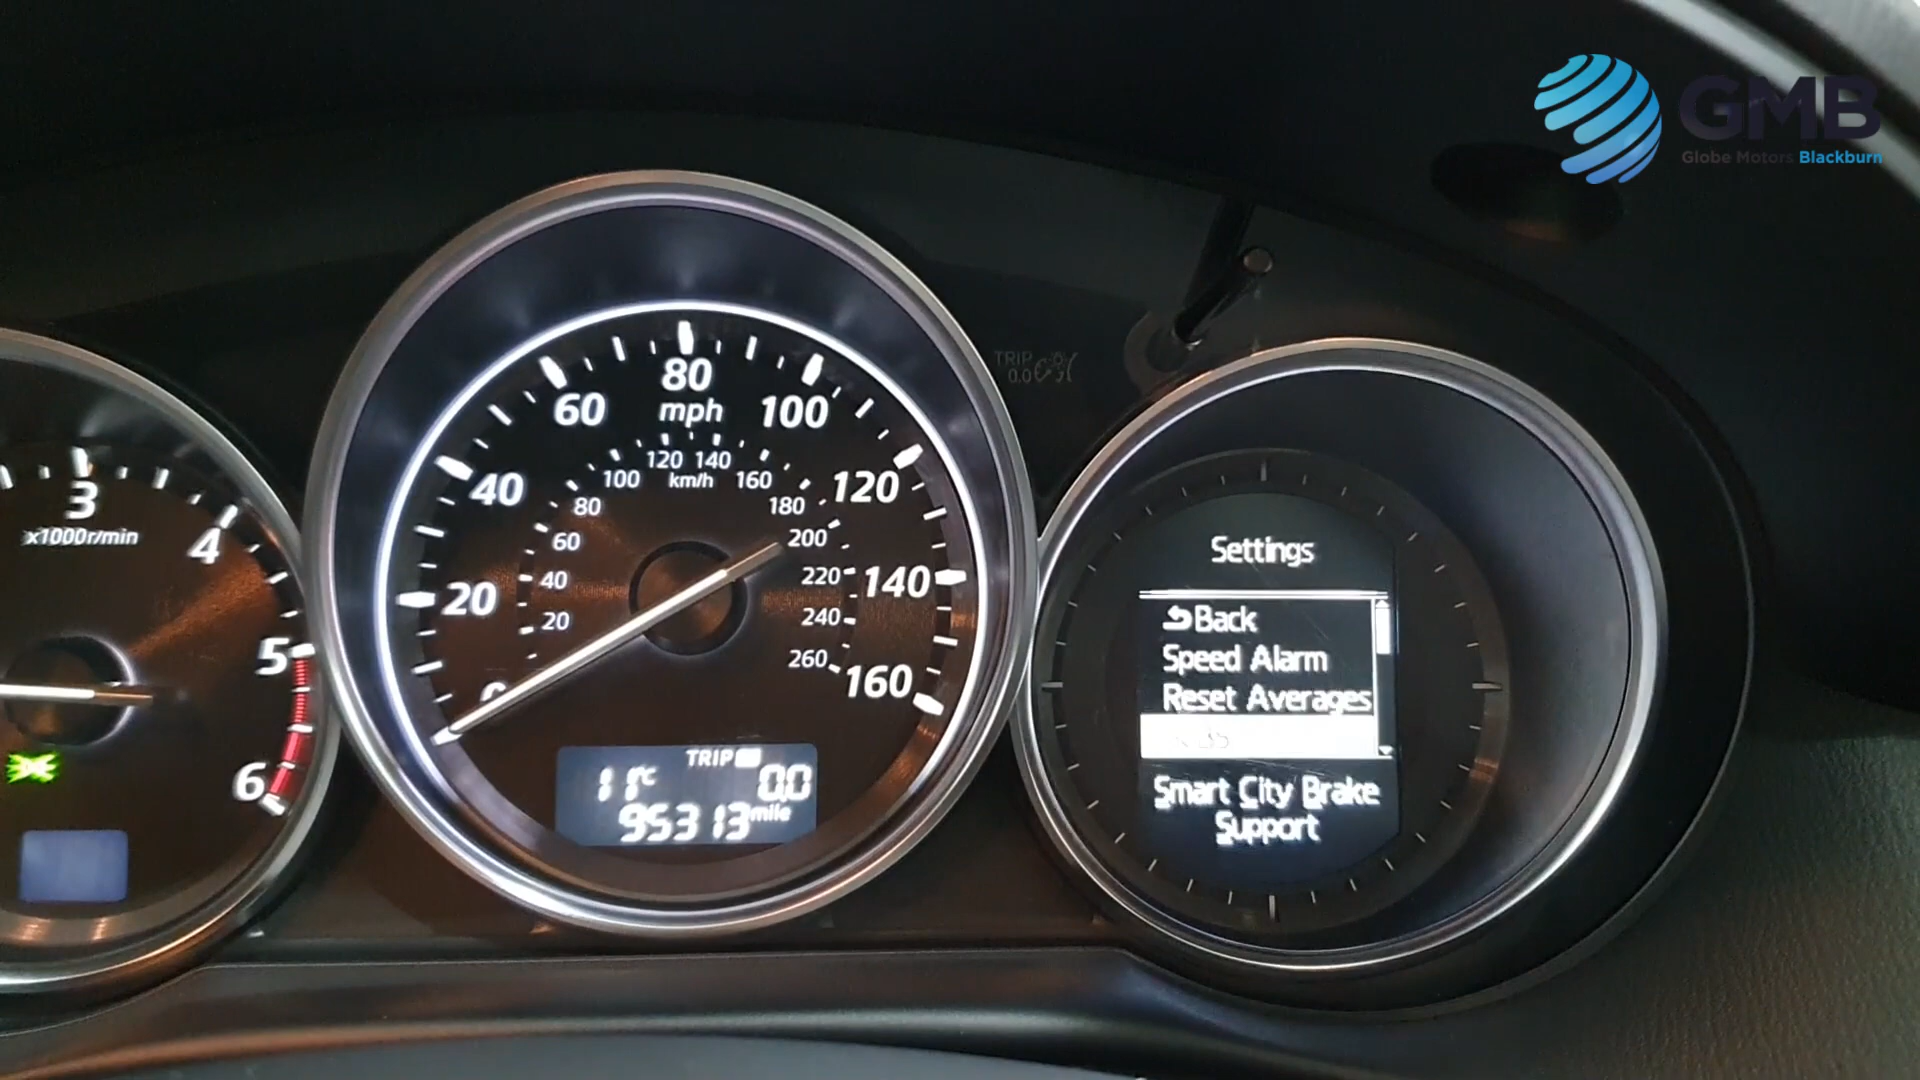 GMB
Globe Motors Blackburn
3
x1000r/min
4
5
6
0
20
40
60
80
mph
100
120
140
160
20
40
60
80
100
120
140
km/h
160
180
200
220
240
260
TRIP
11°C
0.0
95313 mile
TRIP
0.0
Settings
Back
Speed Alarm
Reset Averages
Smart City Brake
Support